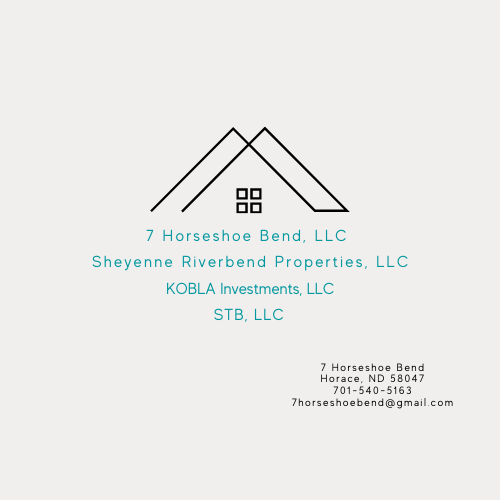 7 Horseshoe Bend, LLC
Sheyenne Riverbend Properties, LLC
KOBLA Investments, LLC
STB, LLC
7 Horseshoe Bend
Horace, ND 58047
701-540-5163
7horseshoebend@gmail.com